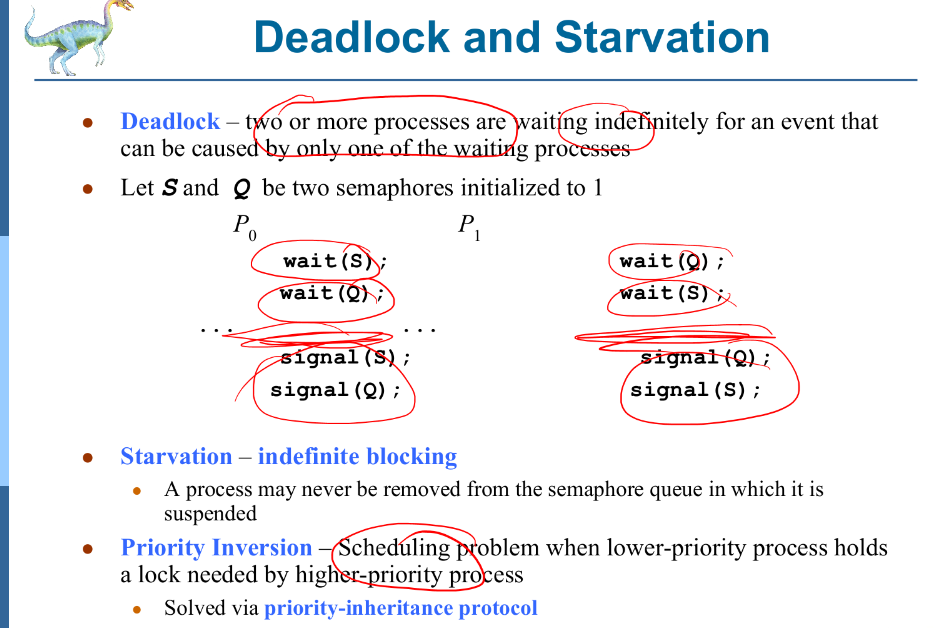 Deadlock and Starvation
Deadlock – two or more processes are waiting indefinitely for an event that
can be caused by only one of the waiting processes
Let S and Q be two semaphores initialized to 1
P0 P1
wait(S); wait(Q);
wait(Q); wait(S);
... ...
signal(S); signal(Q);
signal(Q); signal(S);
Starvation – indefinite blocking
A process may never be removed from the semaphore queue in which it is
suspended
Priority Inversion – Scheduling problem when lower-priority process holds
a lock needed by higher-priority process
Solved via priority-inheritance protocol